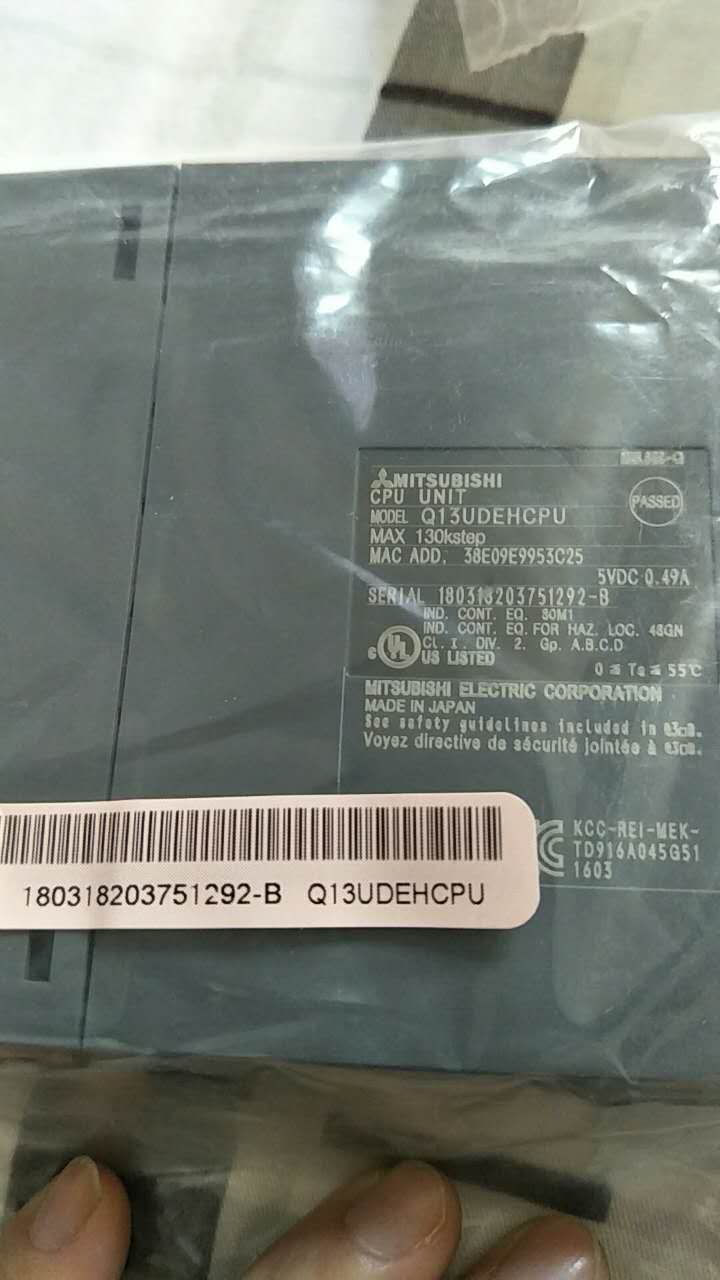 MITSUBISHI
CPU UNIT
PASSED
MODEL Q13UDEHCPU
MAX 130kstep
MAC ADD. 38E09E9953C25
5VDC 0.49A
SERIAL 180318203751292-B
IND. CONT. EQ. 80M1
IND. CONT. EQ. FOR HAZ. LOC. 48GN
CL. I, DIV. 2, Gp. A.B.C.D
c UL US LISTED
0 ≤ Ta ≤ 55℃
MITSUBISHI ELECTRIC CORPORATION
MADE IN JAPAN
See safety guidelines included in
Voyez directive de sécurité jointée à
KCC-REI-MEK-
TD916A045G51
1603
180318203751292-B Q13UDEHCPU